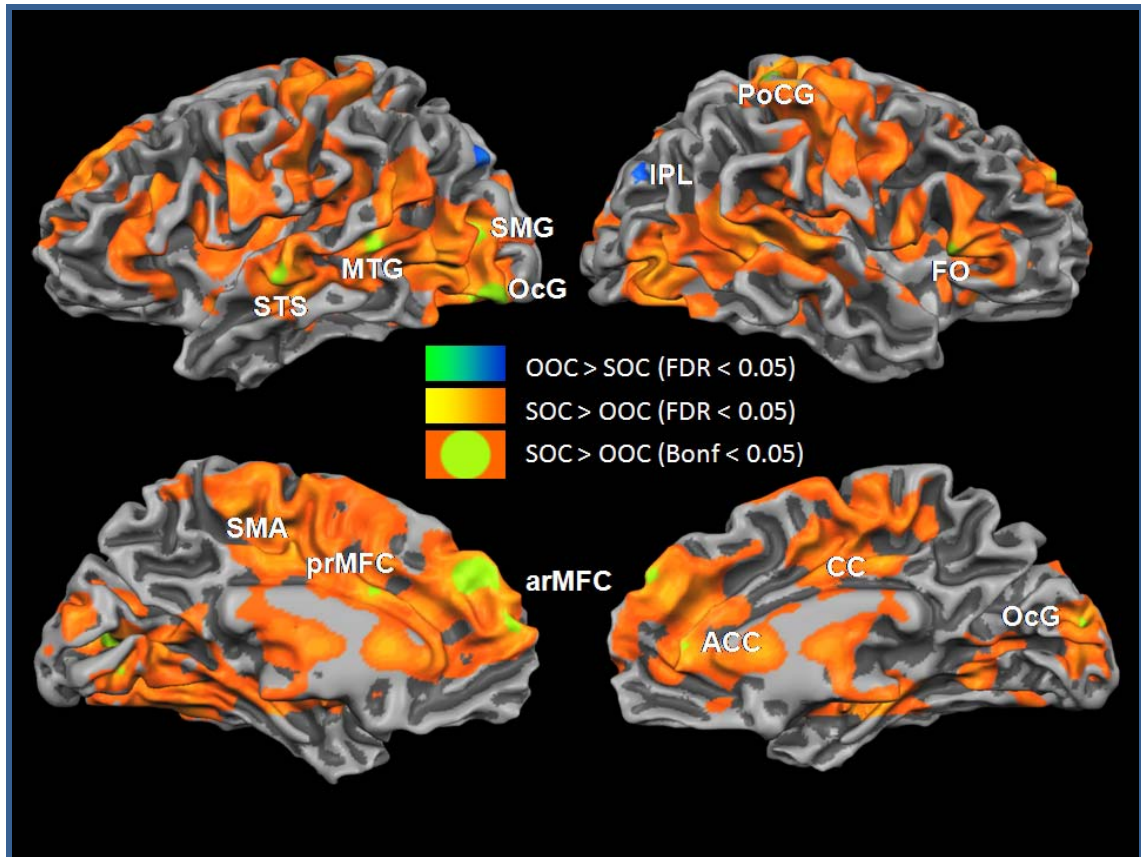 PoCG
IPL
SMG
MTG
OcG
FO
STS
OOC > SOC (FDR < 0.05)
SOC > OOC (FDR < 0.05)
SOC > OOC (Bonf < 0.05)
SMA
prMFC
arMFC
CC
OcG
ACC